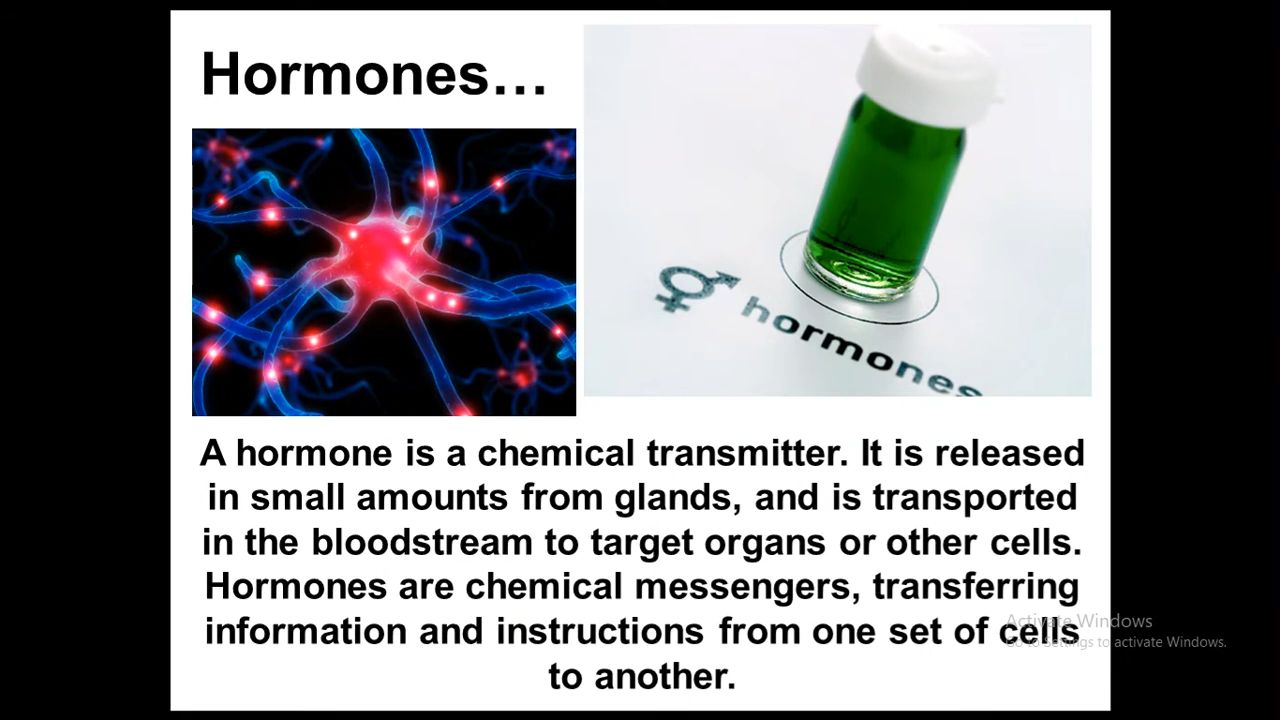 Hormones…
hormones
A hormone is a chemical transmitter. It is released
in small amounts from glands, and is transported
in the bloodstream to target organs or other cells.
Hormones are chemical messengers, transferring
information and instructions from one set of cells
to another.
Activate Windows
Go to Settings to activate Windows.